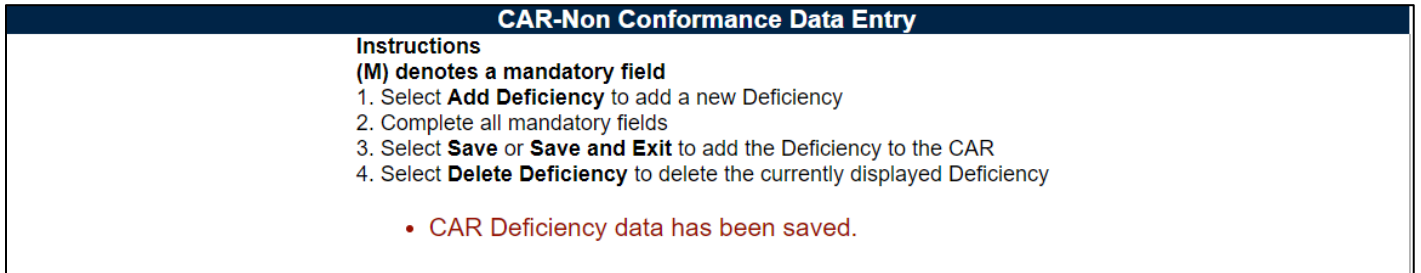 CAR-Non Conformance Data Entry
Instructions
(M) denotes a mandatory field
1. Select Add Deficiency to add a new Deficiency
2. Complete all mandatory fields
3. Select Save or Save and Exit to add the Deficiency to the CAR
4. Select Delete Deficiency to delete the currently displayed Deficiency
• CAR Deficiency data has been saved.